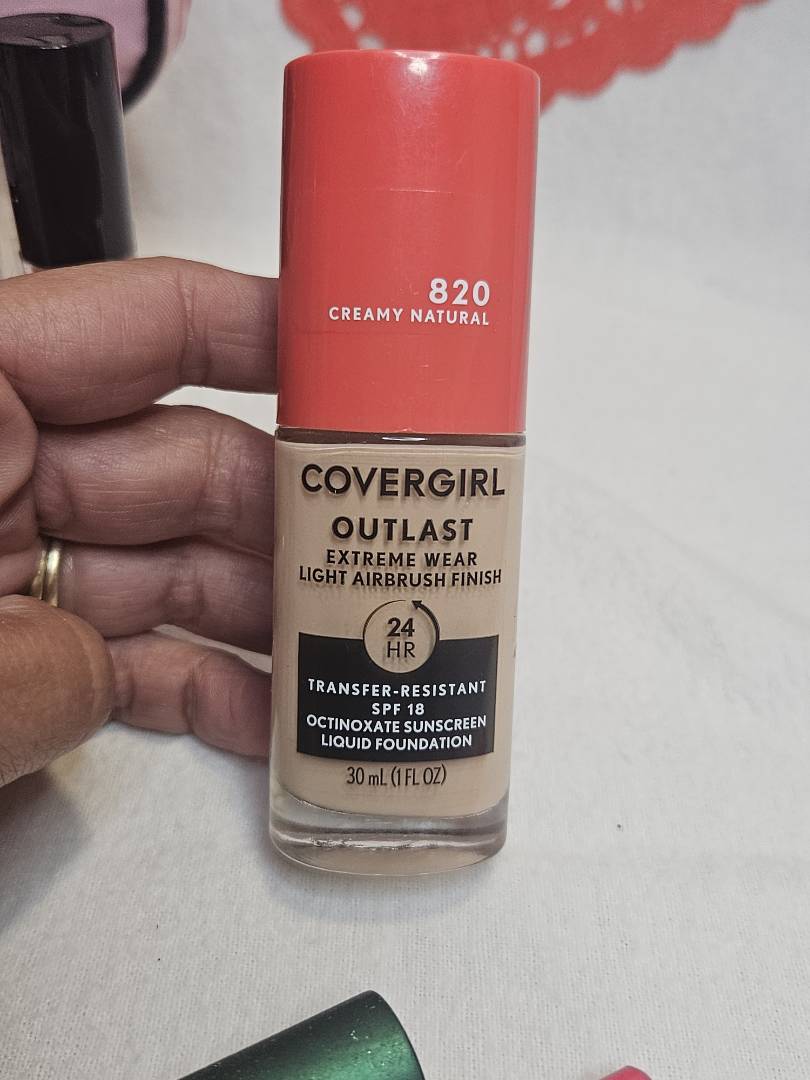 820
CREAMY NATURAL
COVERGIRL
OUTLAST
EXTREME WEAR
LIGHT AIRBRUSH FINISH
24
HR
TRANSFER-RESISTANT
SPF 18
OCTINOXATE SUNSCREEN
LIQUID FOUNDATION
30 mL (1 FL OZ)